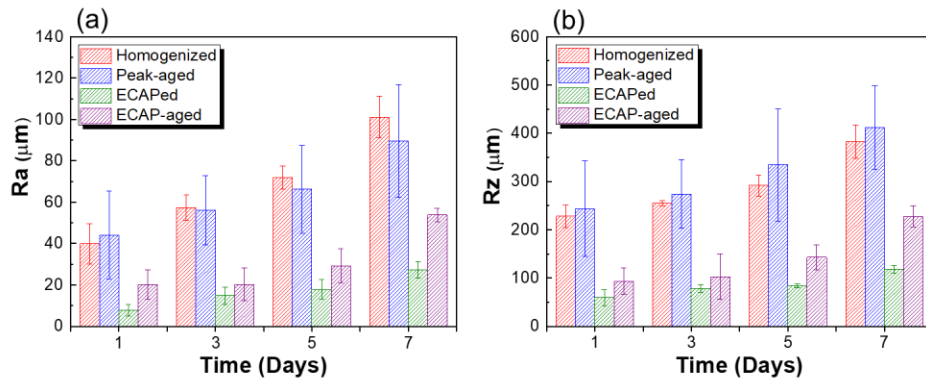 (a)
140
120
100
80
60
40
20
0
Ra (μm)
Homogenized
Peak-aged
ECAPed
ECAP-aged
1 3 5 7
Time (Days)
(b)
600
500
400
300
200
100
0
Rz (μm)
Homogenized
Peak-aged
ECAPed
ECAP-aged
1 3 5 7
Time (Days)